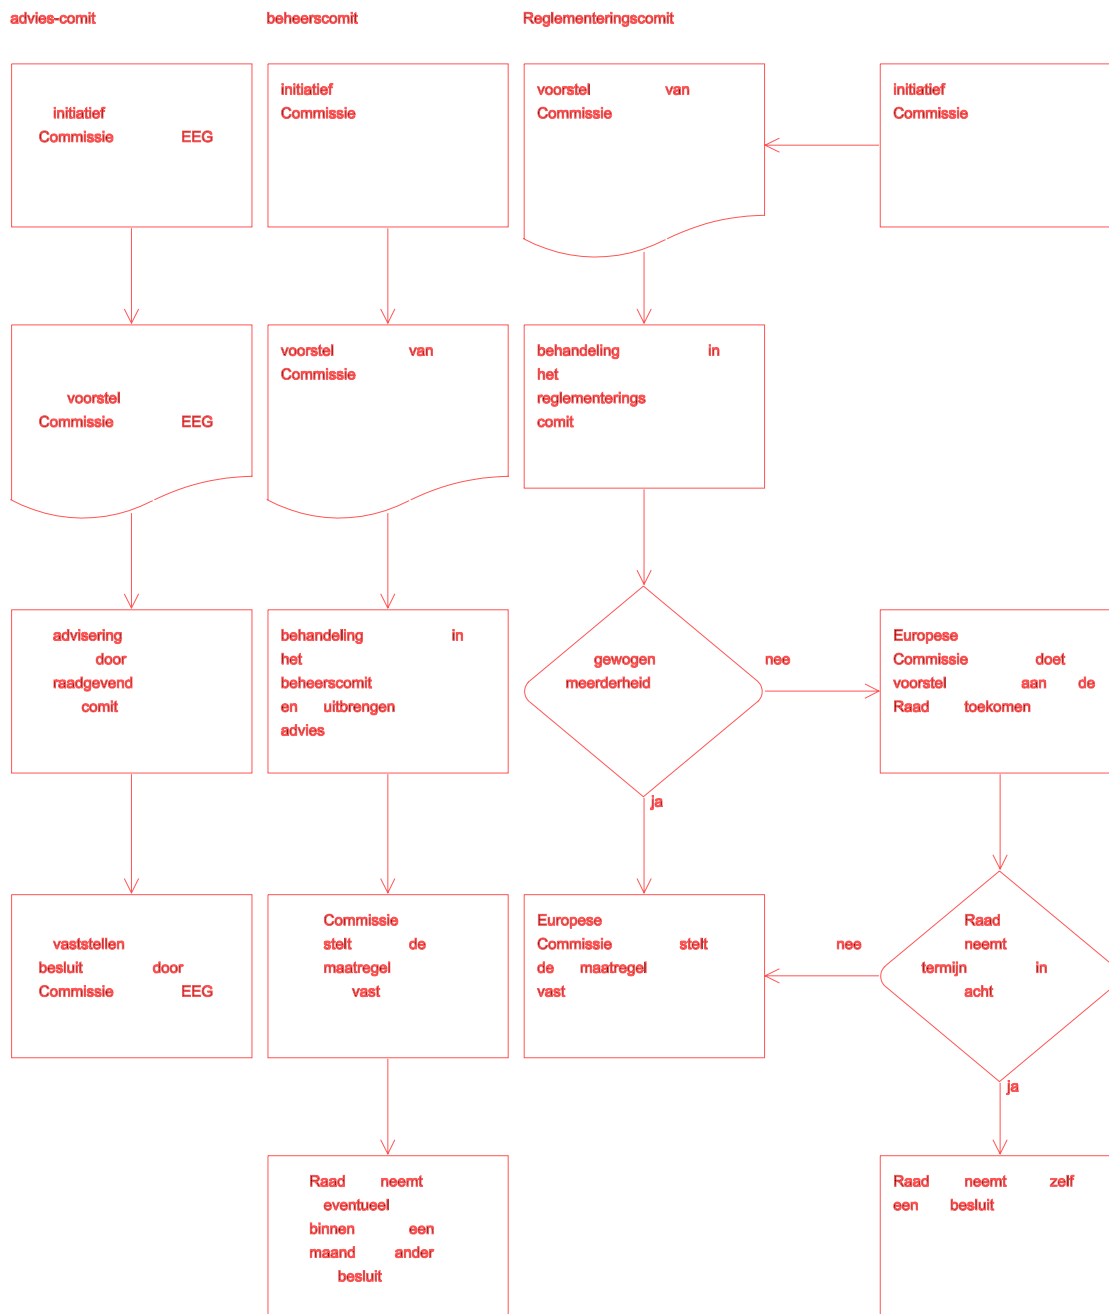 advies-comit
beheerscomit
Reglementeringscomit
initiatief
Commissie EEG
initiatief
Commissie
voorstel van
Commissie
initiatief
Commissie
voorstel
Commissie EEG
voorstel van
Commissie
behandeling in
het
reglementerings
comit
advisering
door
raadgevend
comit
behandeling in
het
beheerscomit
en uitbrengen
advies
gewogen
meerderheid
nee
ja
Europese
Commissie doet
voorstel aan de
Raad toekomen
vaststellen
besluit door
Commissie EEG
Commissie
stelt de
maatregel
vast
Europese
Commissie stelt
de maatregel
vast
nee
Raad
neemt
termijn in
acht
ja
Raad neemt
eventueel
binnen een
maand ander
besluit
Raad neemt zelf
een besluit